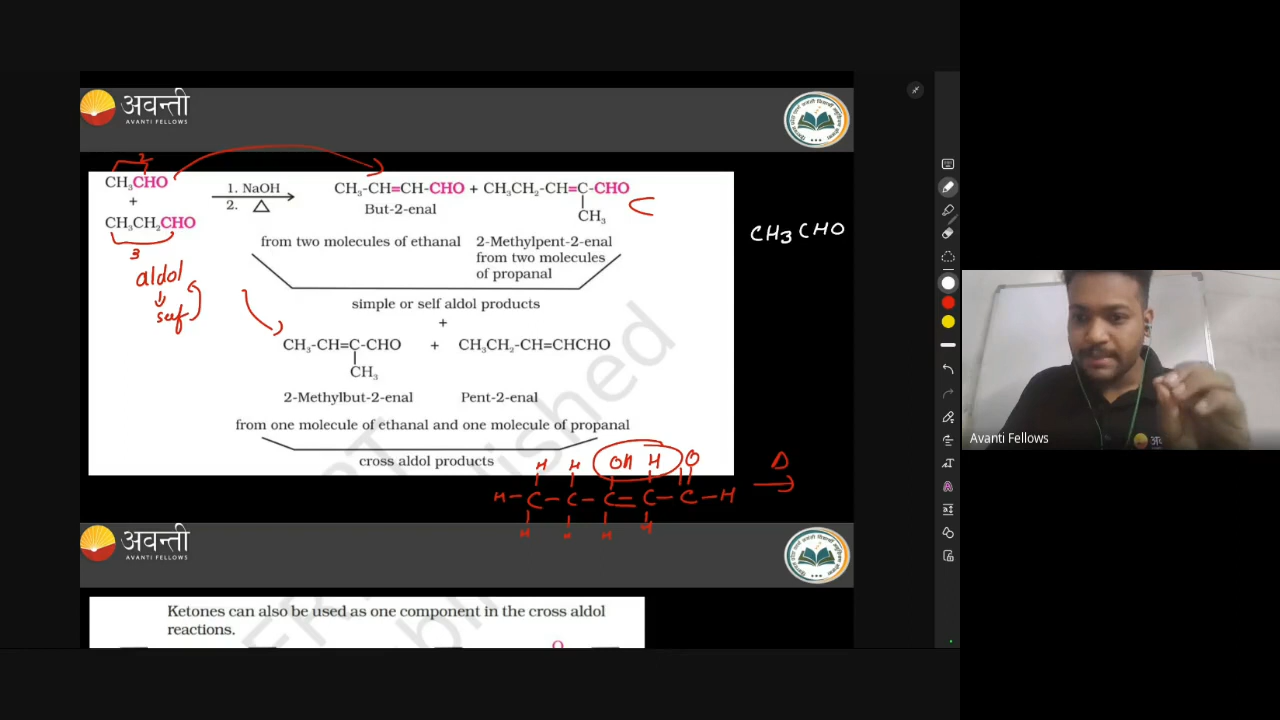 अवन्ती
AVANTI FELLOWS
2
CH₃CHO
+
CH₃CH₂CHO
3
aldol
self
1. NaOH
2. △
CH₃-CH=CH-CHO + CH₃CH₂-CH=C-CHO
CH₃
But-2-enal
from two molecules of ethanal
2-Methylpent-2-enal
from two molecules
of propanal
simple or self aldol products
+
CH₃-CH=C-CHO + CH₃CH₂-CH=CHCHO
CH₃
2-Methylbut-2-enal Pent-2-enal
from one molecule of ethanal and one molecule of propanal
cross aldol products
CH₃CHO
H H OH H O
H-C-C-C-C-C-H
H H H H
Δ
Avanti Fellows
अवन्ती
AVANTI FELLOWS
Ketones can also be used as one component in the cross aldol
reactions.
O